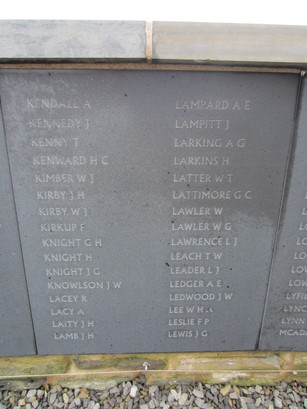 KENDALL A
KENNEDY J
KENNY T
KENWARD H C
KIMBER W J
KIRBY J H
KIRBY W J
KIRKUP F
KNIGHT G H
KNIGHT H
KNIGHT J G
KNOWLSON J W
LACEY R
LACY A
LAITY J H
LAMB J H
LAMPARD A E
LAMPITT J
LARKING A G
LARKINS H
LATTER W T
LATTIMORE G C
LAWLER W
LAWLER W G
LAWRENCE L J
LEACH T W
LEADER L J
LEDGER A E
LEDWOOD J W
LEE W H
LESLIE F P
LEWIS J G